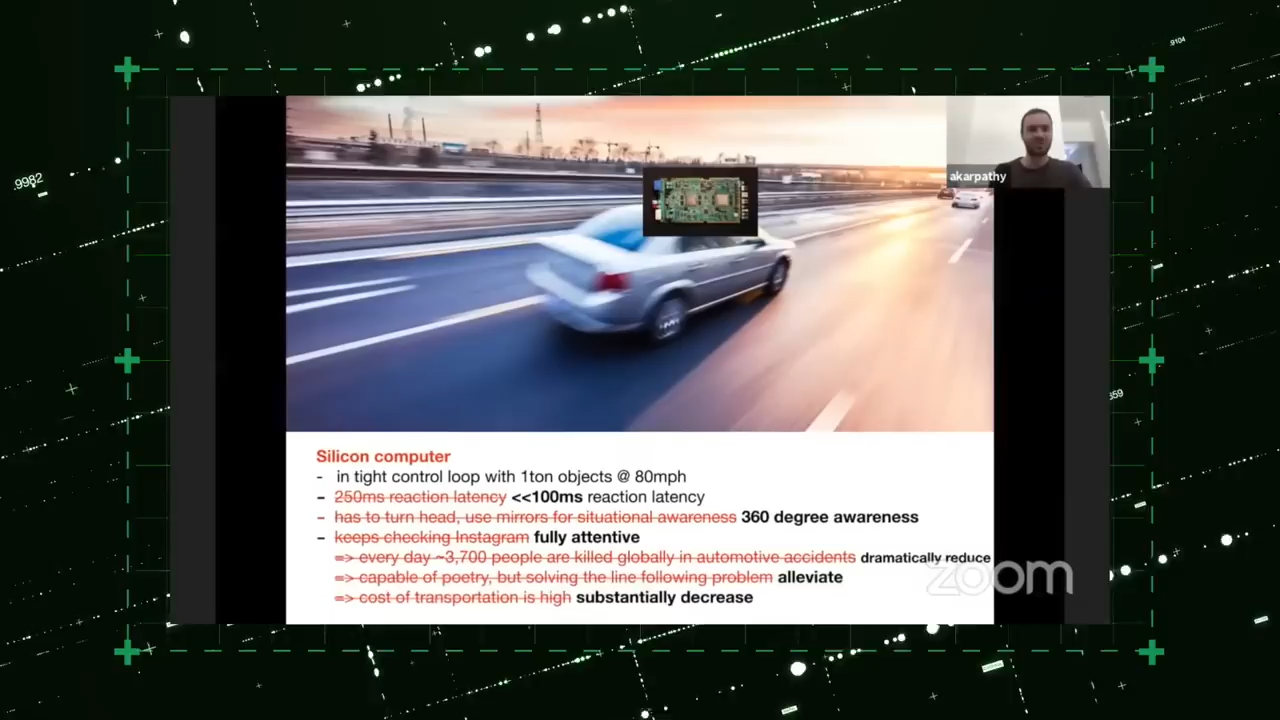 .9104
.9982
akarpathy
859
Silicon computer
- in tight control loop with 1ton objects @ 80mph
- 250ms reaction latency <<100ms reaction latency
- has to turn head, use mirrors for situational awareness 360 degree awareness
- keeps checking Instagram fully attentive
=> every day ~3,700 people are killed globally in automotive accidents dramatically reduce
=> capable of poetry, but solving the line following problem alleviate
=> cost of transportation is high substantially decrease
zoom